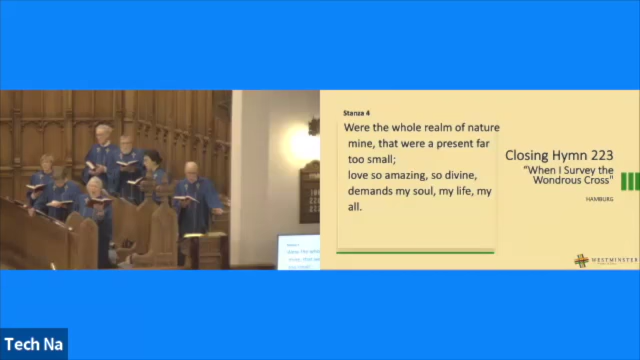 Stanza 4
Were the whole realm of nature
mine, that were a present far
too small;
love so amazing, so divine,
demands my soul, my life, my
all.
Closing Hymn 223
“When I Survey the
Wondrous Cross"
HAMBURG
WESTMINSTER
Tech Na